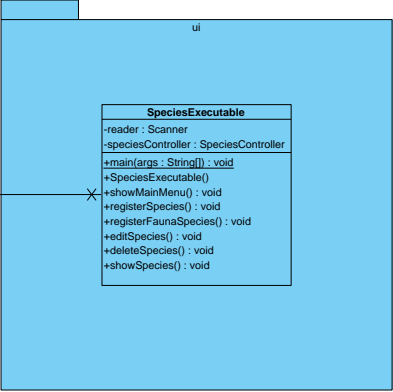 ui
SpeciesExecutable
-reader : Scanner
-speciesController : SpeciesController
+main(args : String[]) : void
+SpeciesExecutable()
+showMainMenu() : void
+registerSpecies() : void
+registerFaunaSpecies() : void
+editSpecies() : void
+deleteSpecies() : void
+showSpecies() : void